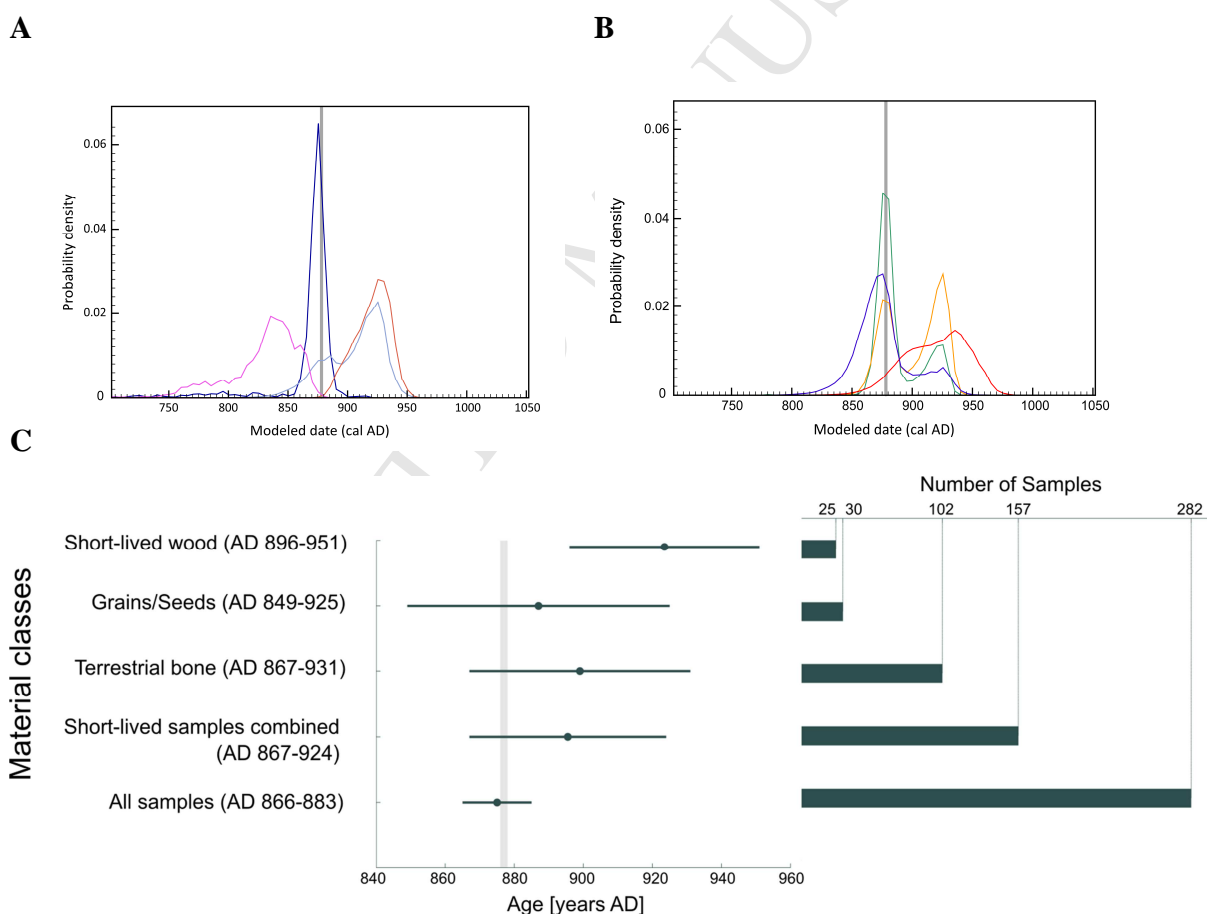 A
B
0.06
0.04
0.02
0
Probability density
750
800
850
900
950
1000
1050
Modeled date (cal AD)
0.06
0.04
0.02
0
Probability density
750
800
850
900
950
1000
1050
Modeled date (cal AD)
C
Number of Samples
25
30
102
157
282
Material classes
Short-lived wood (AD 896-951)
Grains/Seeds (AD 849-925)
Terrestrial bone (AD 867-931)
Short-lived samples combined
(AD 867-924)
All samples (AD 866-883)
840
860
880
900
920
940
960
Age [years AD]